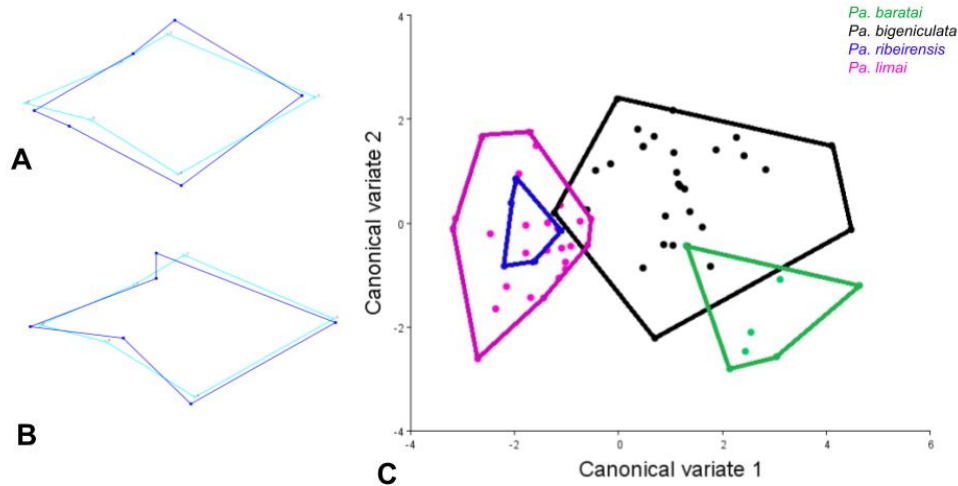 A
B
C
4
2
0
-2
-4
-4
-2
0
2
4
6
Canonical variate 2
Canonical variate 1
Pa. baratai
Pa. bigeniculata
Pa. ribeirensis
Pa. limai